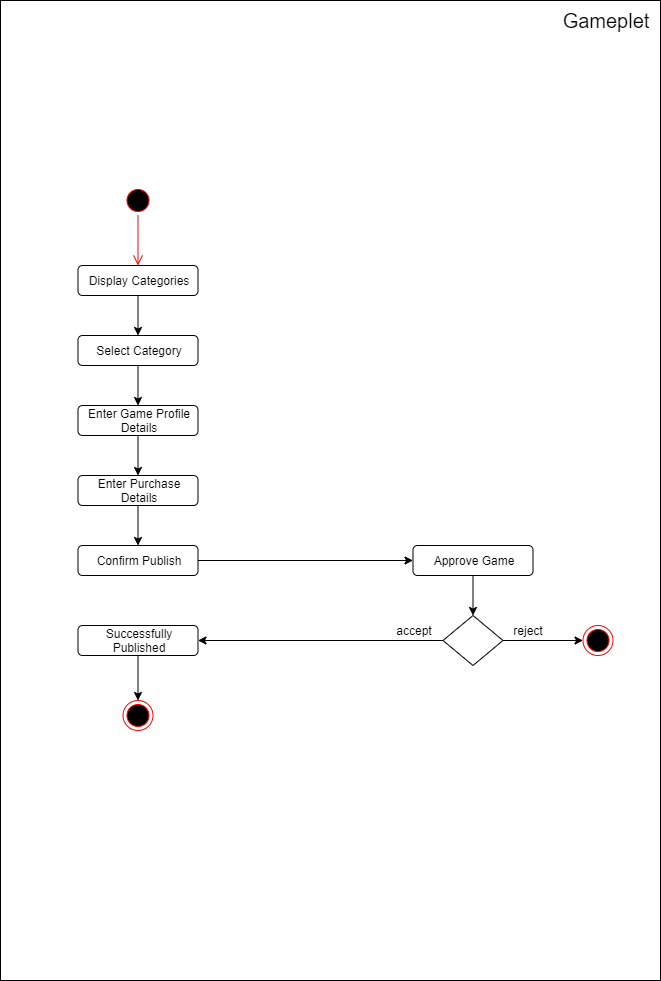 Gameplet
Display Categories
Select Category
Enter Game Profile
Details
Enter Purchase
Details
Confirm Publish
Approve Game
Successfully
Published
accept
reject